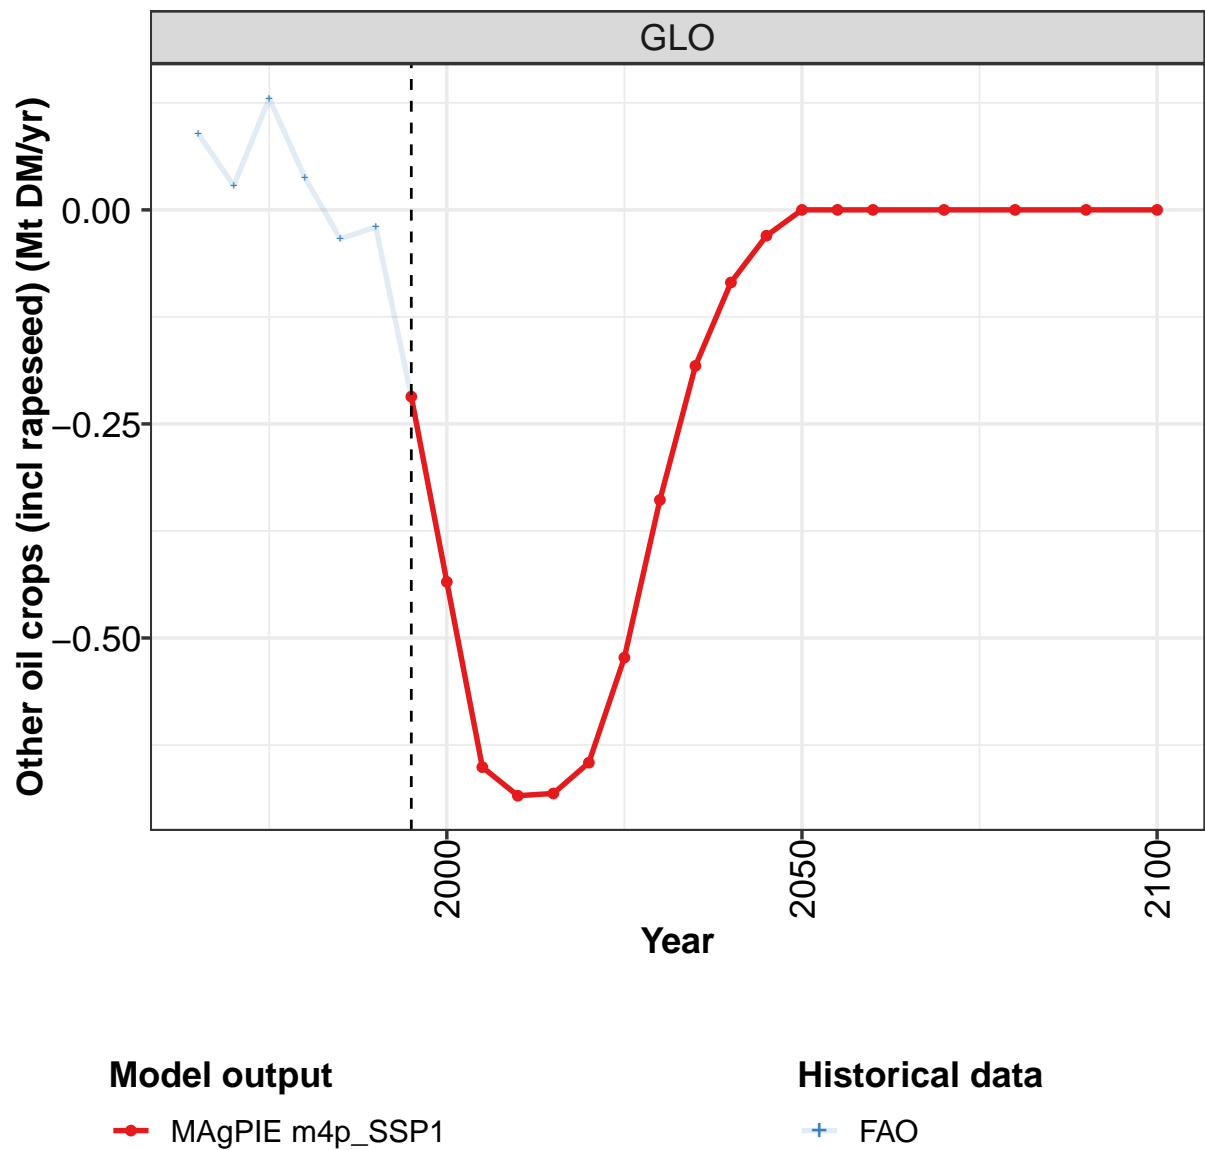 GLO
Other oil crops (incl rapeseed) (Mt DM/yr)
0.00
−0.25
−0.50
2000
2050
2100
Year
Model output
MAgPIE m4p_SSP1
Historical data
FAO